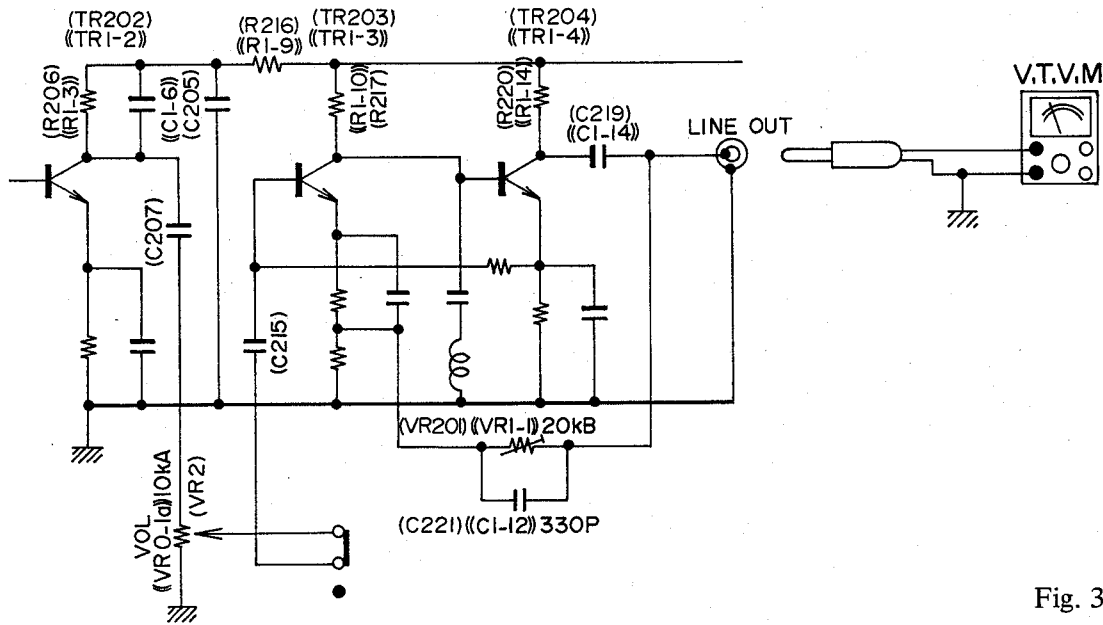 (TR202)
((TR1-2))
(R216)
((R1-9))
(TR203)
((TR1-3))
(TR204)
((TR1-4))
(R206)
((R1-3))
((C1-6))
(C205)
((R1-10))
(R217)
(R220)
((R1-14))
(C219)
((C1-14))
LINE OUT
V.T.V.M
(C207)
(C215)
(VR201) ((VR1-1)) 20kB
(C221) ((C1-12)) 330P
VOL
((VR0-1a)) 10kA
(VR2)
Fig. 3